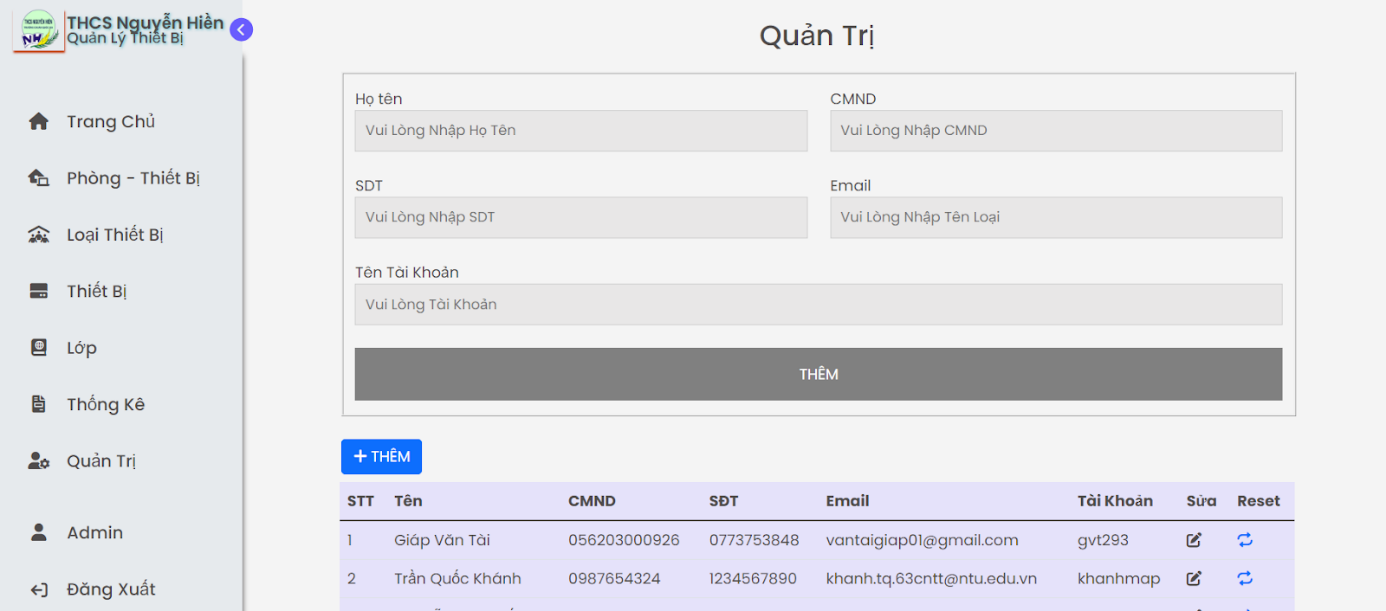 THCS Nguyễn Hiền
Quản Lý Thiết Bị
Trang Chủ
Phòng - Thiết Bị
Loại Thiết Bị
Thiết Bị
Lớp
Thống Kê
Quản Trị
Admin
Đăng Xuất
Quản Trị
Họ tên CMND
Vui Lòng Nhập Họ Tên Vui Lòng Nhập CMND
SDT Email
Vui Lòng Nhập SDT Vui Lòng Nhập Tên Loại
Tên Tài Khoản
Vui Lòng Tài Khoản
THÊM
+ THÊM
STT Tên CMND SĐT Email Tài Khoản Sửa Reset
1 Giáp Văn Tài 056203000926 0773753848 vantaigiap01@gmail.com gvt293
2 Trần Quốc Khánh 0987654324 1234567890 khanh.tq.63cntt@ntu.edu.vn khanhmap